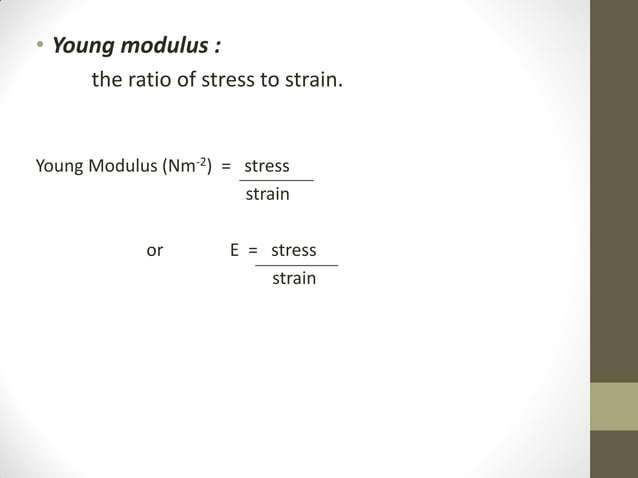 • Young modulus :
the ratio of stress to strain.
Young Modulus (Nm⁻²) = stress
strain
or E = stress
strain